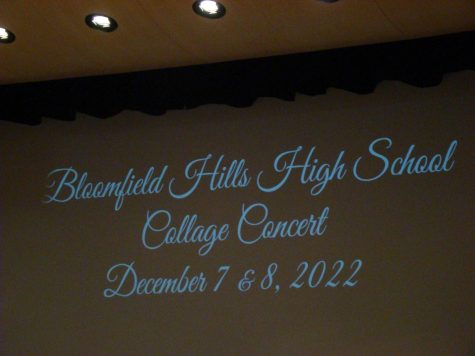 Bloomfield Hills High School
Collage Concert
December 7 & 8, 2022